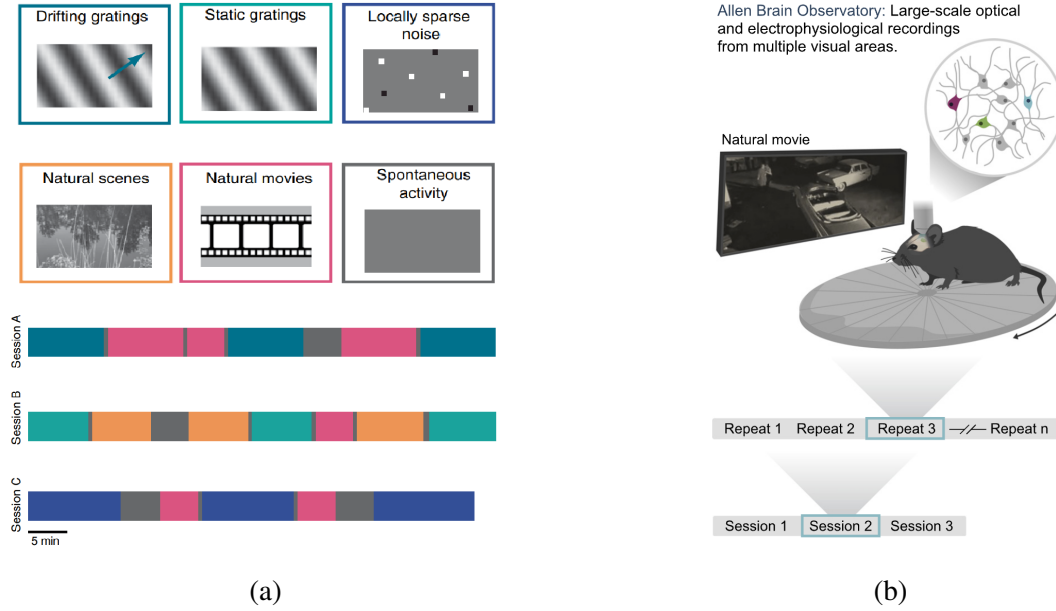 Drifting gratings
Static gratings
Locally sparse
noise
Natural scenes
Natural movies
Spontaneous
activity
Session A
Session B
Session C
5 min
(a)
Allen Brain Observatory: Large-scale optical
and electrophysiological recordings
from multiple visual areas.
Natural movie
Repeat 1 Repeat 2 Repeat 3 Repeat n
Session 1 Session 2 Session 3
(b)